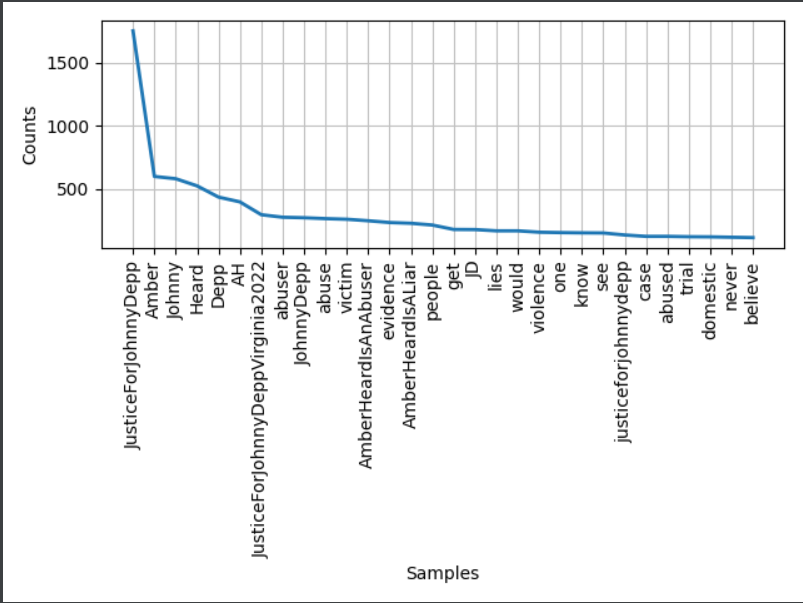 1500
1000
500
Counts
JusticeForJohnnyDepp
Amber
Johnny
Heard
Depp
AH
JusticeForJohnnyDeppVirginia2022
abuser
JohnnyDepp
abuse
victim
AmberHeardIsAnAbuser
evidence
AmberHeardIsALiar
people
get
JD
lies
would
violence
one
know
see
justiceforjohnnydepp
case
abused
trial
domestic
never
believe
Samples